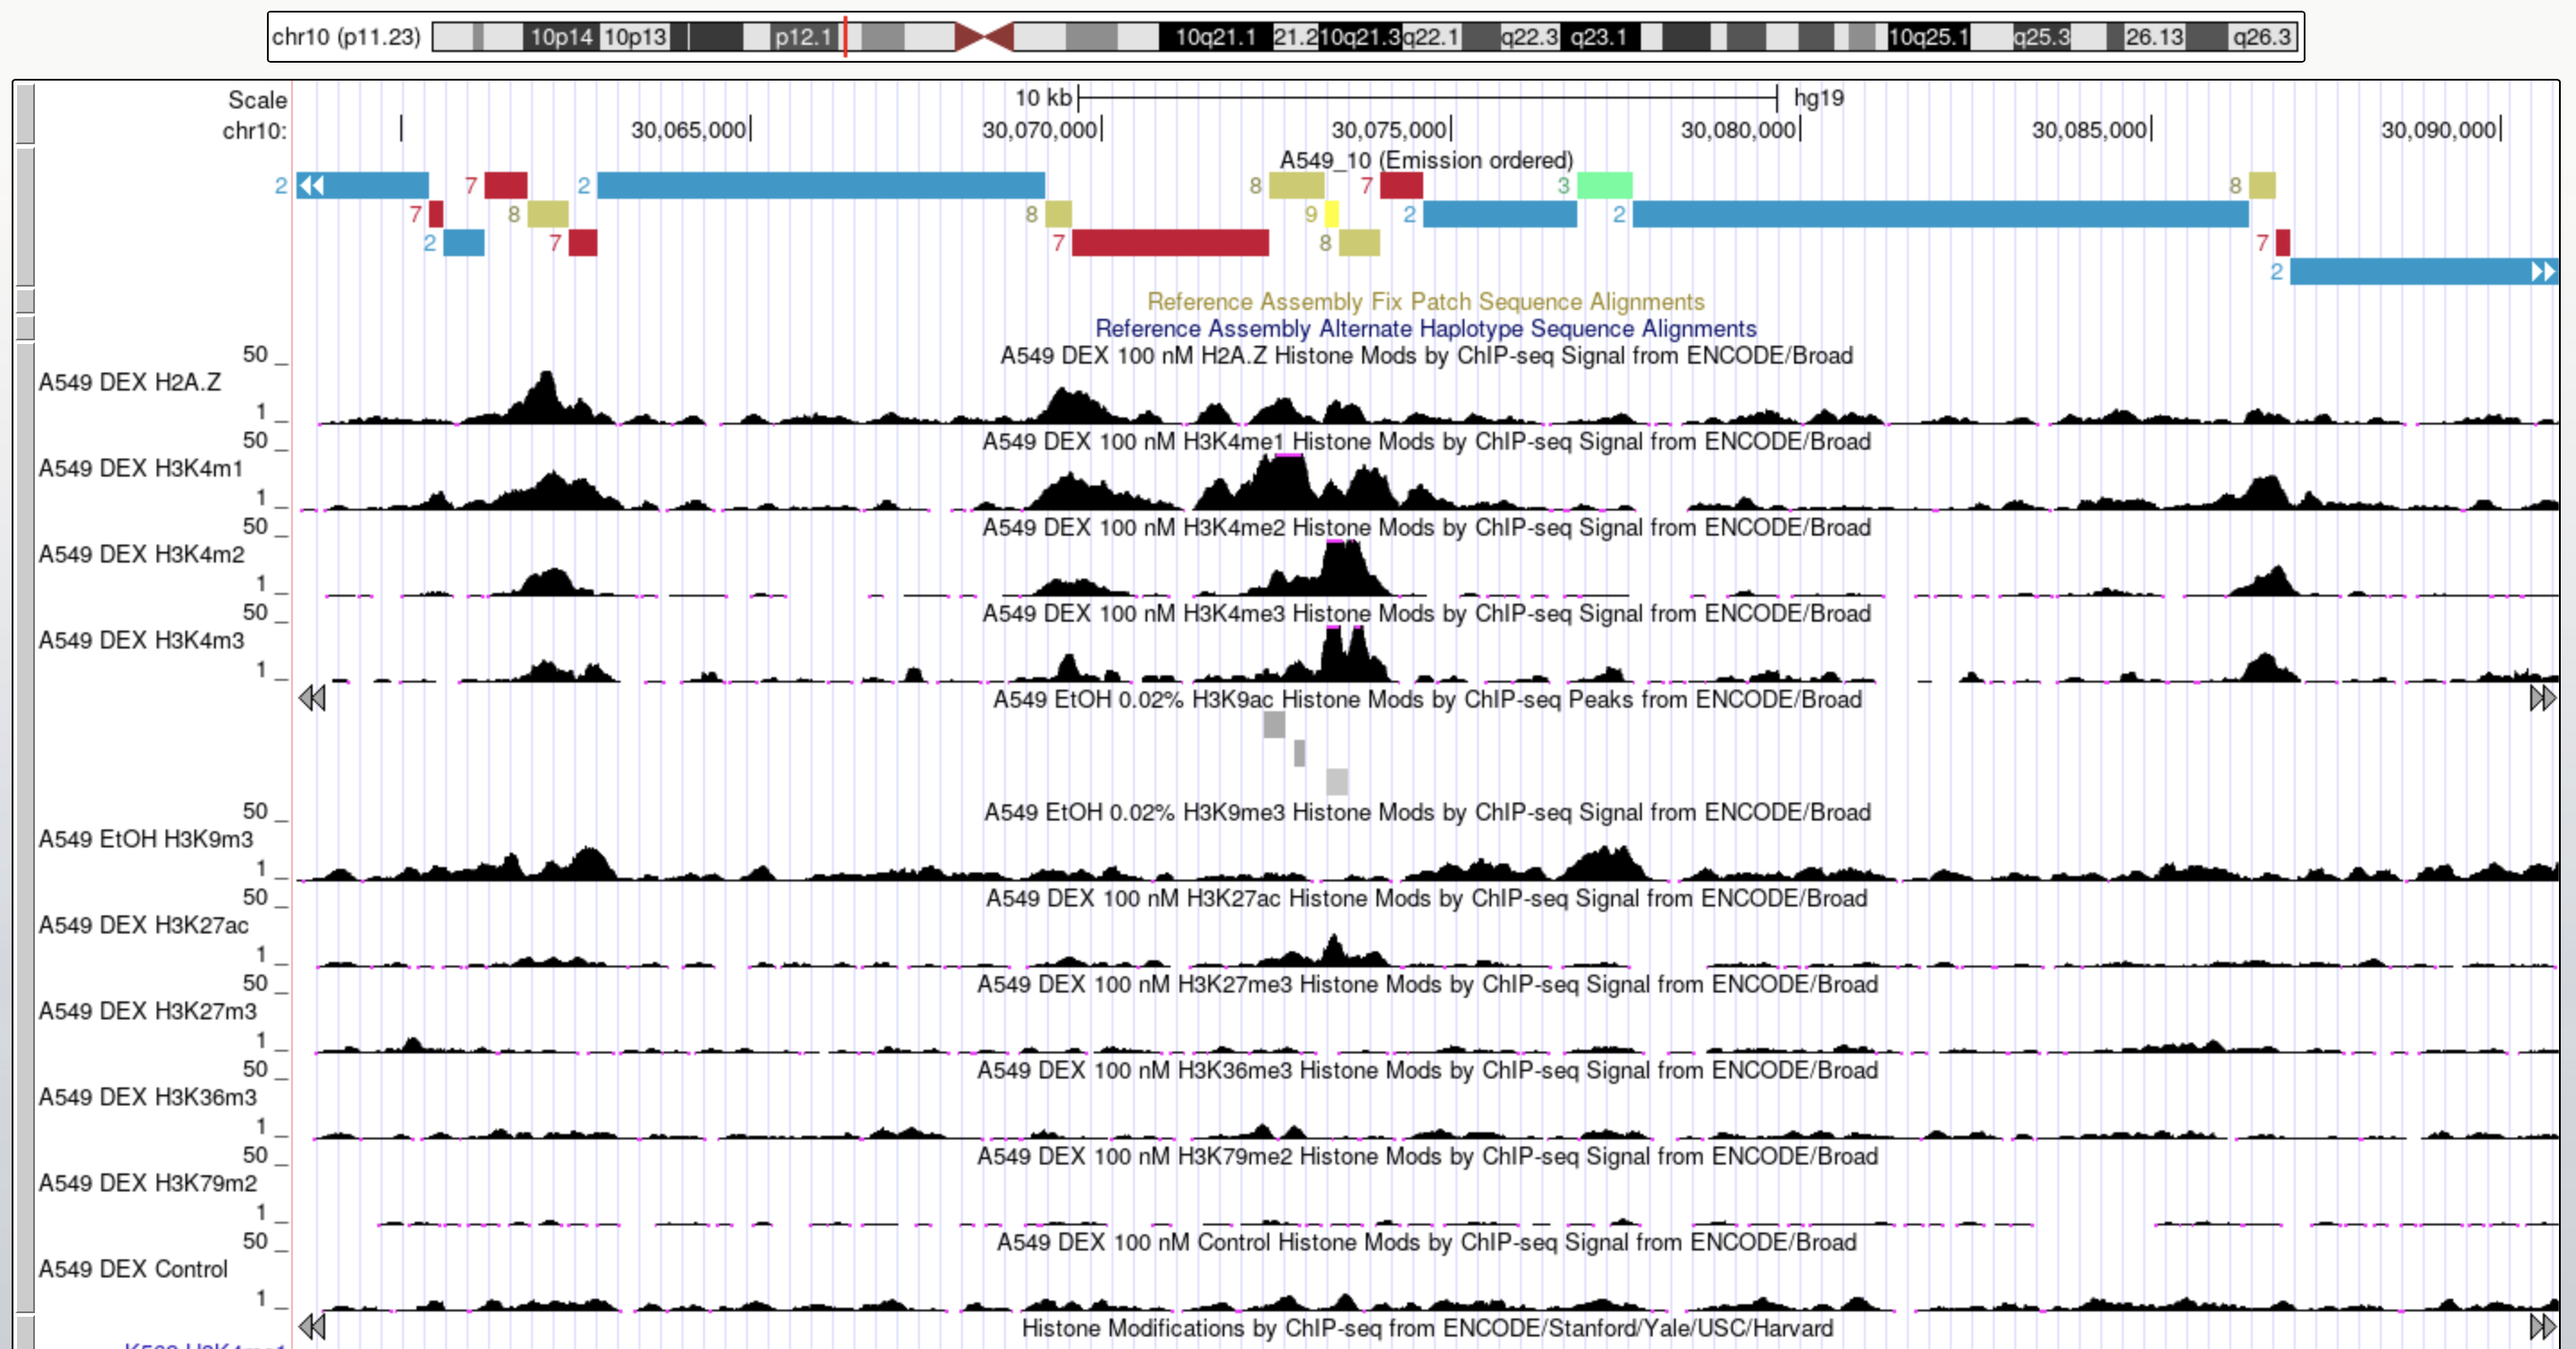 chr10 (p11.23) 10p14 10p13 p12.1 10q21.1 21.2 10q21.3 q22.1 q22.3 q23.1 10q25.1 q25.3 26.13 q26.3
Scale 10 kb hg19
chr10: 30,065,000 30,070,000 30,075,000 30,080,000 30,085,000 30,090,000
A549_10 (Emission ordered)
2 7 2 8 7 3 8
7 8 8 9 2 2
2 7 7 8 7
2
Reference Assembly Fix Patch Sequence Alignments
Reference Assembly Alternate Haplotype Sequence Alignments
50 A549 DEX 100 nM H2A.Z Histone Mods by ChIP-seq Signal from ENCODE/Broad
A549 DEX H2A.Z
1
50 A549 DEX 100 nM H3K4me1 Histone Mods by ChIP-seq Signal from ENCODE/Broad
A549 DEX H3K4m1
1
50 A549 DEX 100 nM H3K4me2 Histone Mods by ChIP-seq Signal from ENCODE/Broad
A549 DEX H3K4m2
1
50 A549 DEX 100 nM H3K4me3 Histone Mods by ChIP-seq Signal from ENCODE/Broad
A549 DEX H3K4m3
1
A549 EtOH 0.02% H3K9ac Histone Mods by ChIP-seq Peaks from ENCODE/Broad
50 A549 EtOH 0.02% H3K9me3 Histone Mods by ChIP-seq Signal from ENCODE/Broad
A549 EtOH H3K9m3
1
50 A549 DEX 100 nM H3K27ac Histone Mods by ChIP-seq Signal from ENCODE/Broad
A549 DEX H3K27ac
1
50 A549 DEX 100 nM H3K27me3 Histone Mods by ChIP-seq Signal from ENCODE/Broad
A549 DEX H3K27m3
1
50 A549 DEX 100 nM H3K36me3 Histone Mods by ChIP-seq Signal from ENCODE/Broad
A549 DEX H3K36m3
1
50 A549 DEX 100 nM H3K79me2 Histone Mods by ChIP-seq Signal from ENCODE/Broad
A549 DEX H3K79m2
1
50 A549 DEX 100 nM Control Histone Mods by ChIP-seq Signal from ENCODE/Broad
A549 DEX Control
1
Histone Modifications by ChIP-seq from ENCODE/Stanford/Yale/USC/Harvard